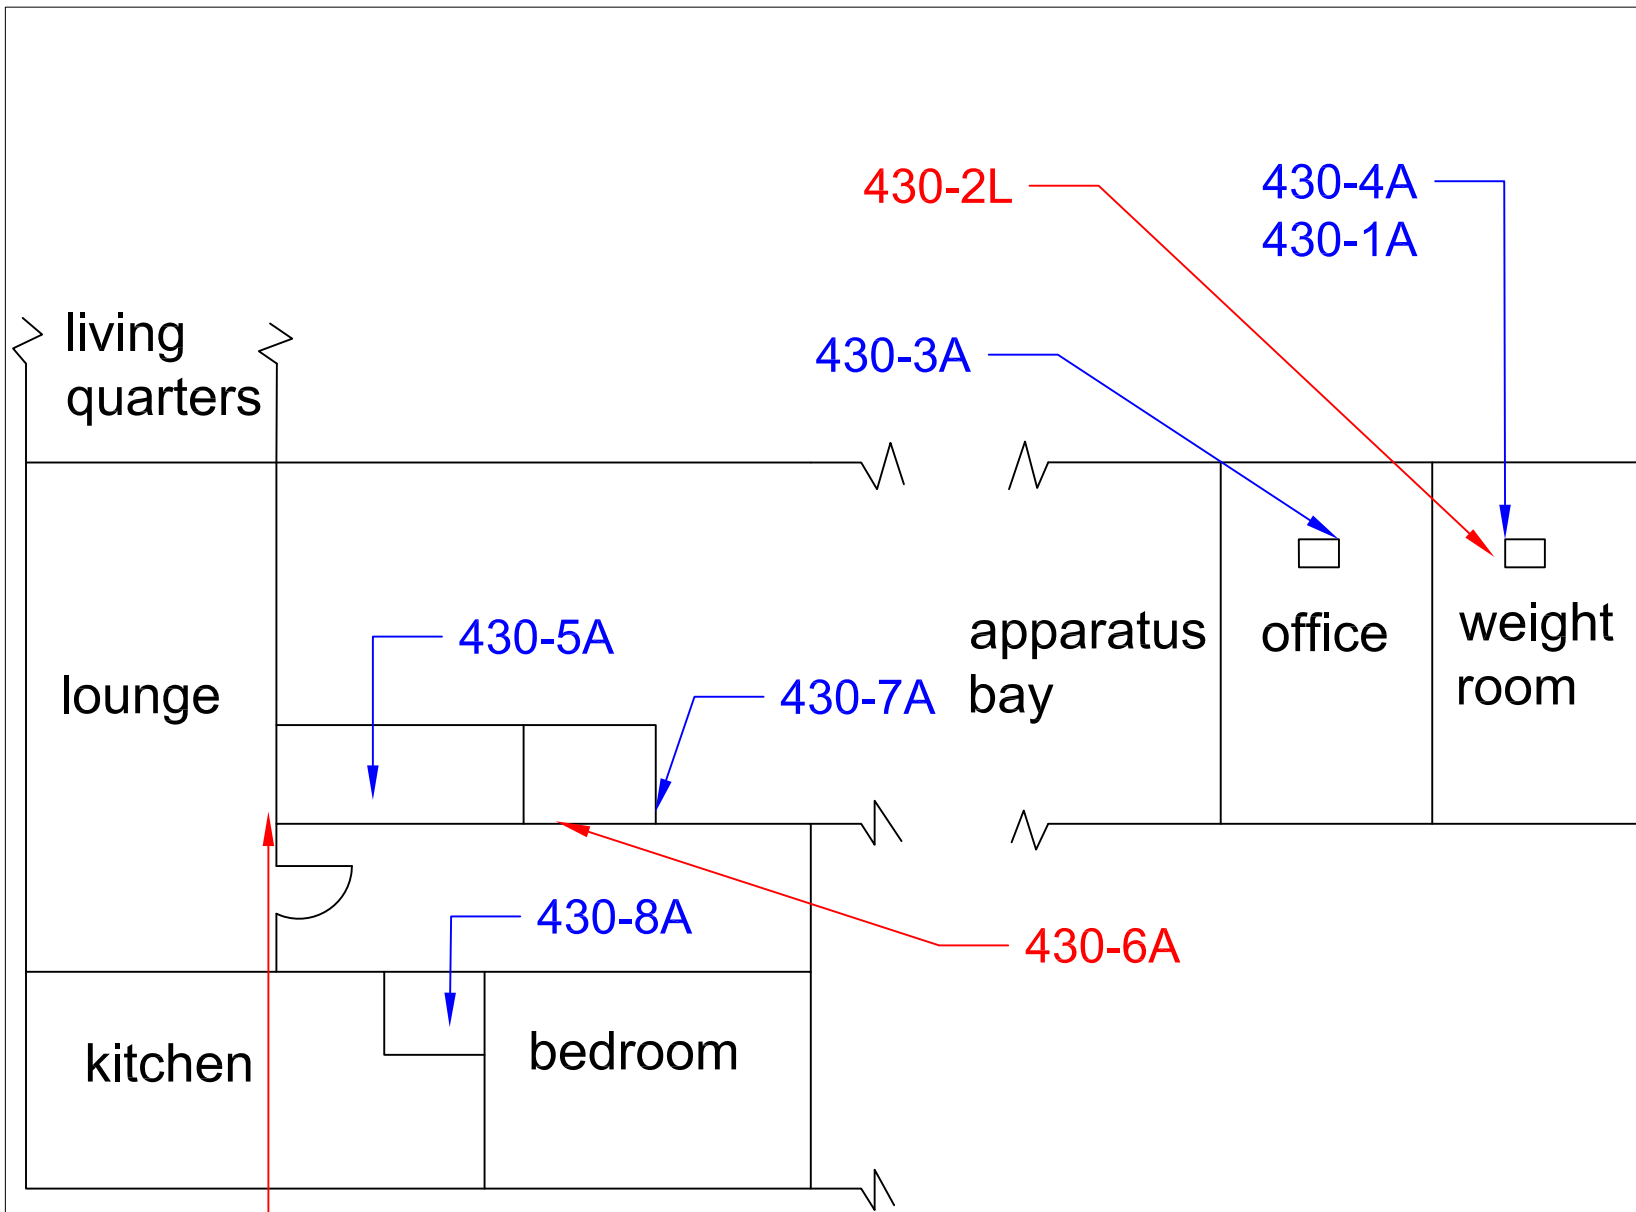 430-2L
430-4A
430-1A
living
quarters
430-3A
430-5A
apparatus
bay
office
weight
room
lounge
430-7A
430-8A
430-6A
kitchen
bedroom